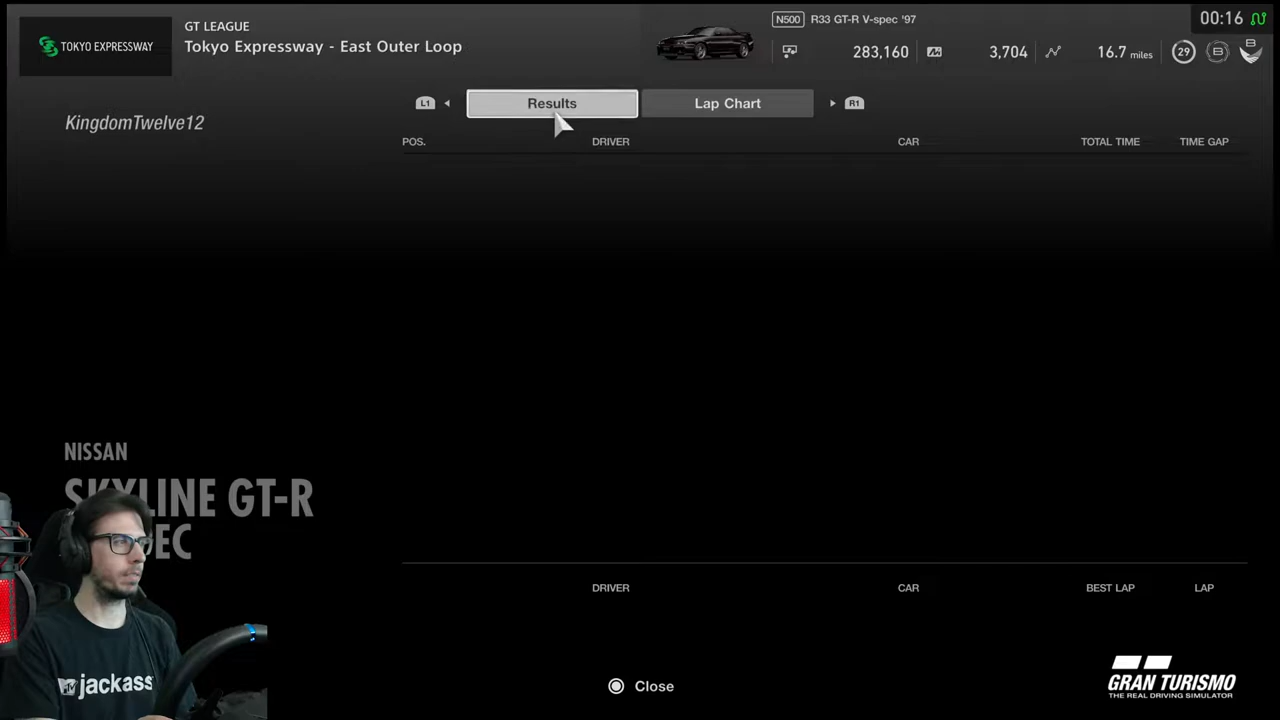 GT LEAGUE
Tokyo Expressway - East Outer Loop
TOKYO EXPRESSWAY
N500 R33 GT-R V-spec '97
283,160 3,704 16.7 miles 29 B B
00:16
L1 Results Lap Chart R1
KingdomTwelve12
POS. DRIVER CAR TOTAL TIME TIME GAP
NISSAN
SKYLINE GT-R
DRIVER CAR BEST LAP LAP
jackass
Close
GRAN TURISMO
THE REAL DRIVING SIMULATOR